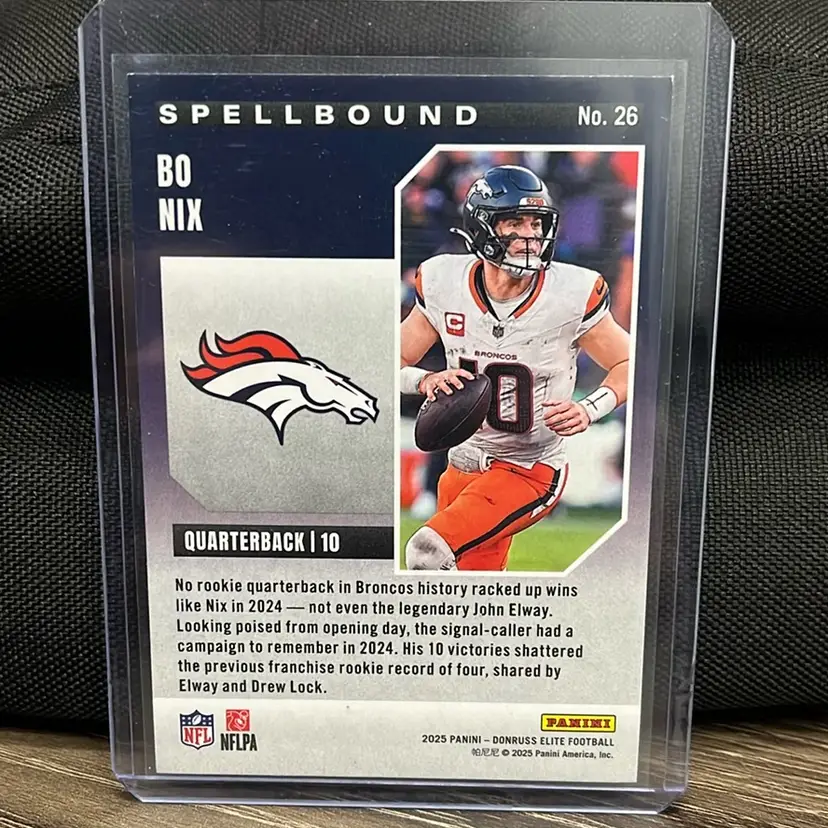 SPELLBOUND No. 26
BO
NIX
5280
C
BRONCOS
10
QUARTERBACK | 10
No rookie quarterback in Broncos history racked up wins
like Nix in 2024 — not even the legendary John Elway.
Looking poised from opening day, the signal-caller had a
campaign to remember in 2024. His 10 victories shattered
the previous franchise rookie record of four, shared by
Elway and Drew Lock.
NFL NFLPA
PANINI
2025 PANINI – DONRUSS ELITE FOOTBALL
帕尼尼 © 2025 Panini America, Inc.